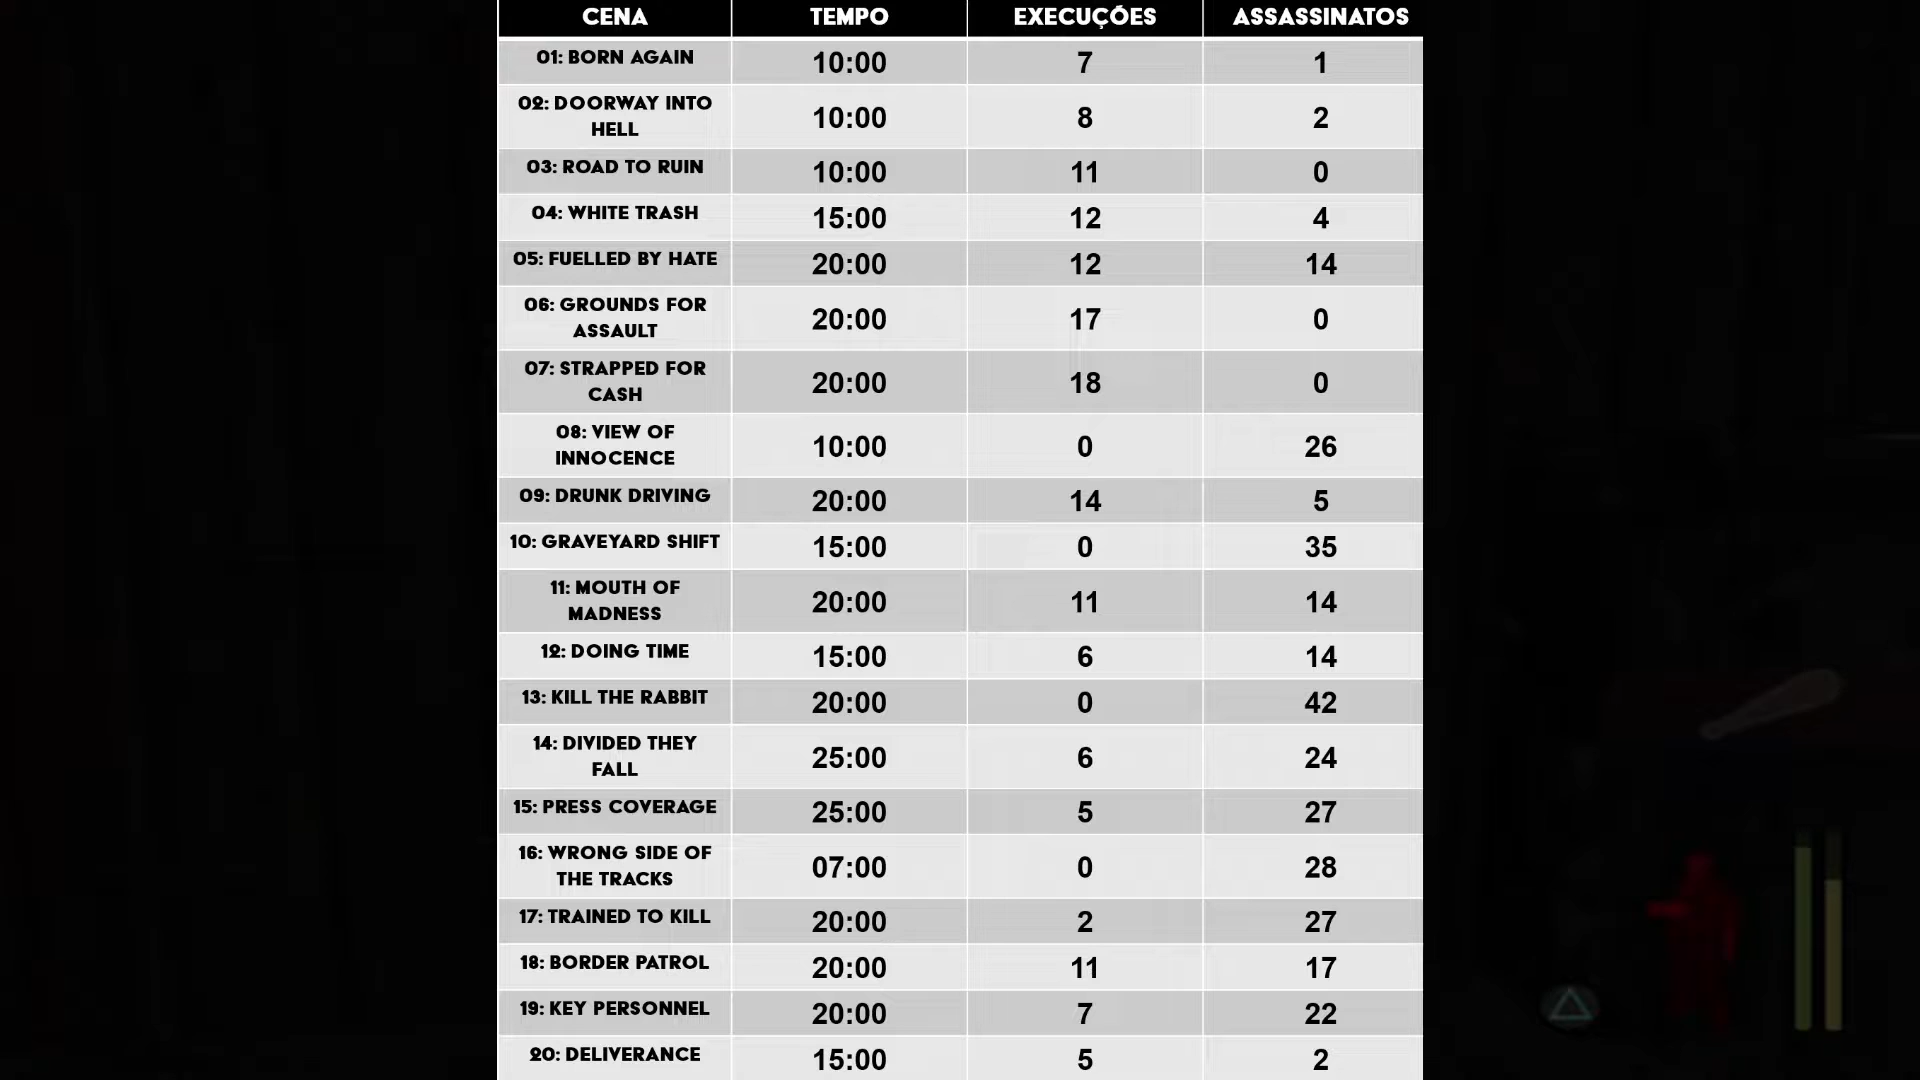 CENA TEMPO EXECUÇÕES ASSASSINATOS
01: BORN AGAIN 10:00 7 1
02: DOORWAY INTO
HELL 10:00 8 2
03: ROAD TO RUIN 10:00 11 0
04: WHITE TRASH 15:00 12 4
05: FUELLED BY HATE 20:00 12 14
06: GROUNDS FOR
ASSAULT 20:00 17 0
07: STRAPPED FOR
CASH 20:00 18 0
08: VIEW OF
INNOCENCE 10:00 0 26
09: DRUNK DRIVING 20:00 14 5
10: GRAVEYARD SHIFT 15:00 0 35
11: MOUTH OF
MADNESS 20:00 11 14
12: DOING TIME 15:00 6 14
13: KILL THE RABBIT 20:00 0 42
14: DIVIDED THEY
FALL 25:00 6 24
15: PRESS COVERAGE 25:00 5 27
16: WRONG SIDE OF
THE TRACKS 07:00 0 28
17: TRAINED TO KILL 20:00 2 27
18: BORDER PATROL 20:00 11 17
19: KEY PERSONNEL 20:00 7 22
20: DELIVERANCE 15:00 5 2